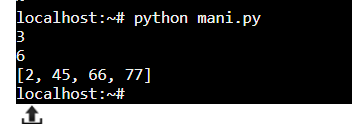 localhost:~# python mani.py
3
6
[2, 45, 66, 77]
localhost:~#